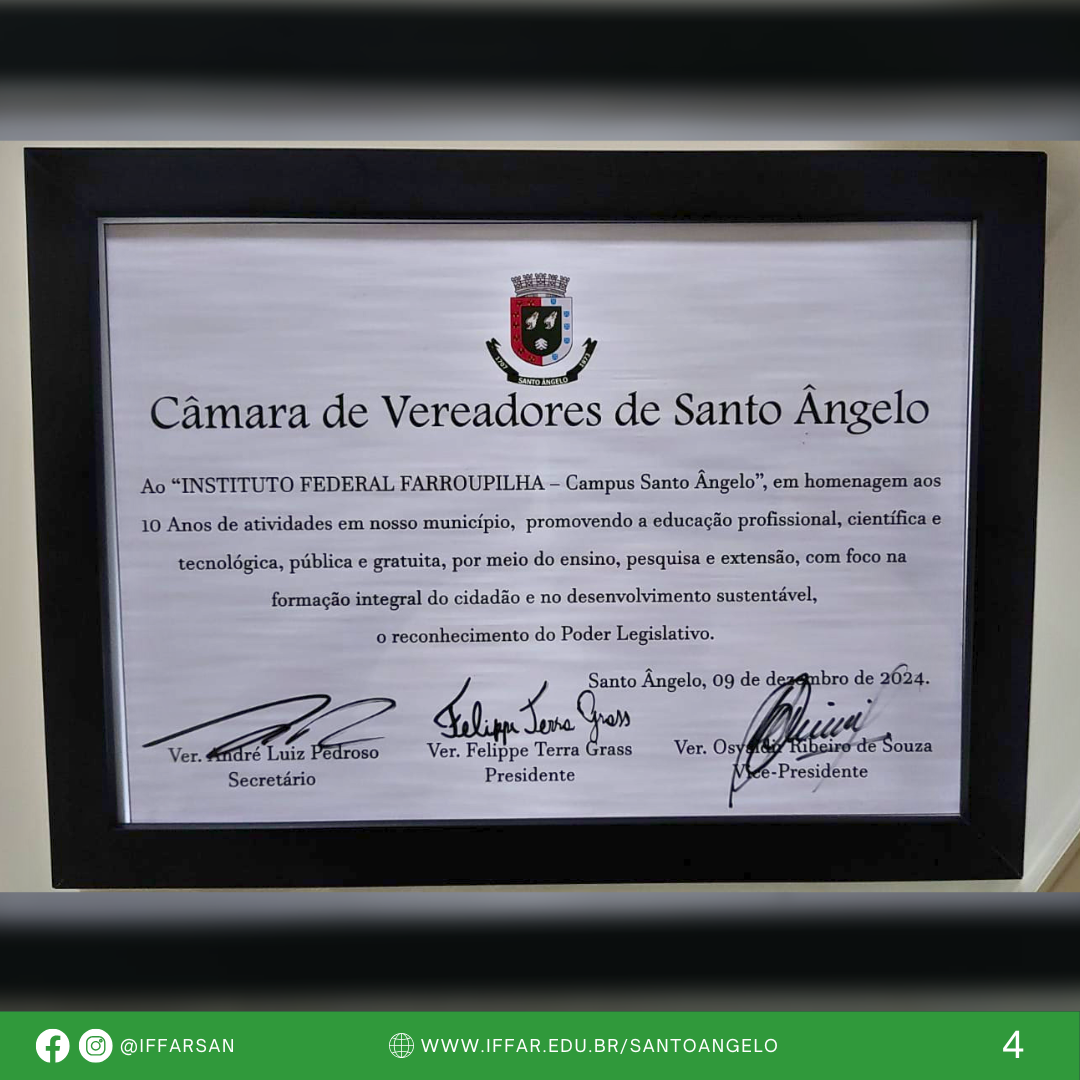 1707 SANTO ÂNGELO 1873
Câmara de Vereadores de Santo Ângelo
Ao “INSTITUTO FEDERAL FARROUPILHA – Campus Santo Ângelo”, em homenagem aos
10 Anos de atividades em nosso município, promovendo a educação profissional, científica e
tecnológica, pública e gratuita, por meio do ensino, pesquisa e extensão, com foco na
formação integral do cidadão e no desenvolvimento sustentável,
o reconhecimento do Poder Legislativo.
Santo Ângelo, 09 de dezembro de 2024.
Felippe Terra Grass
Ver. André Luiz Pedroso
Secretário
Ver. Felippe Terra Grass
Presidente
Ver. Osvaldir Ribeiro de Souza
Vice-Presidente
@IFFARSAN
WWW.IFFAR.EDU.BR/SANTOANGELO
4